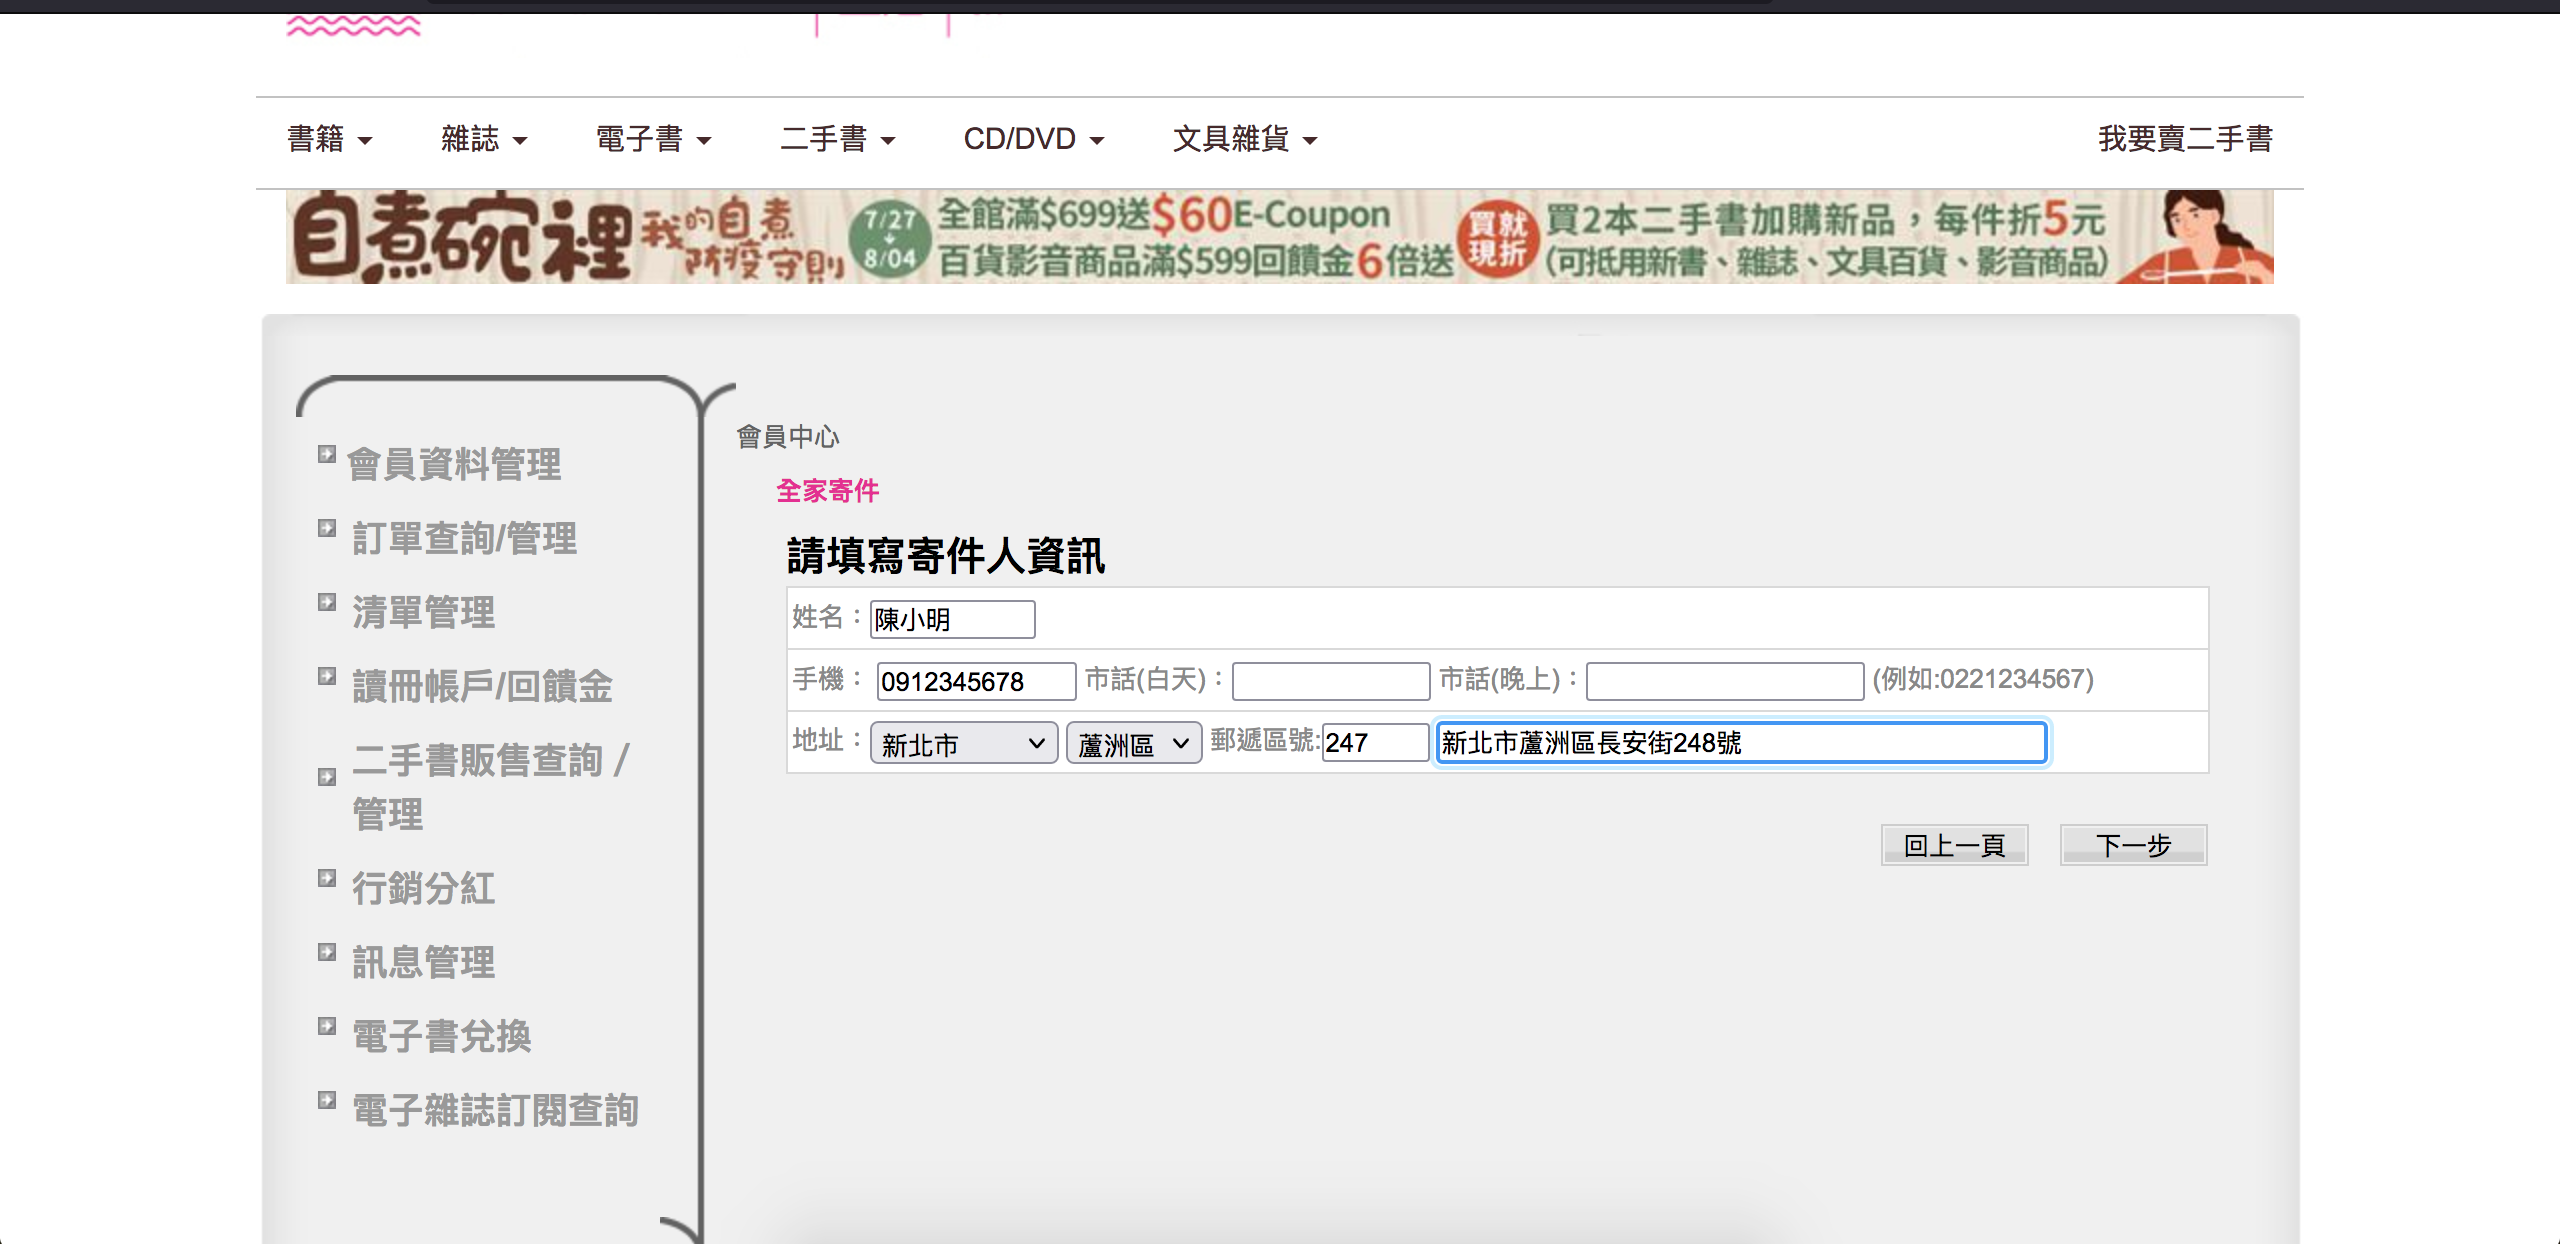 書籍 雜誌 電子書 二手書 CD/DVD 文具雜貨 我要賣二手書
自煮碗裡 我的自煮防疫守則 7/27 8/04 全館滿$699送$60E-Coupon 百貨影音商品滿$599回饋金6倍送 買就現折 買2本二手書加購新品，每件折5元 (可抵用新書、雜誌、文具百貨、影音商品)
會員資料管理
訂單查詢/管理
清單管理
讀冊帳戶/回饋金
二手書販售查詢 /
管理
行銷分紅
訊息管理
電子書兌換
電子雜誌訂閱查詢
會員中心
全家寄件
請填寫寄件人資訊
姓名：陳小明
手機： 0912345678 市話(白天)： 市話(晚上)： (例如:0221234567)
地址：新北市 蘆洲區 郵遞區號:247 新北市蘆洲區長安街248號
回上一頁 下一步